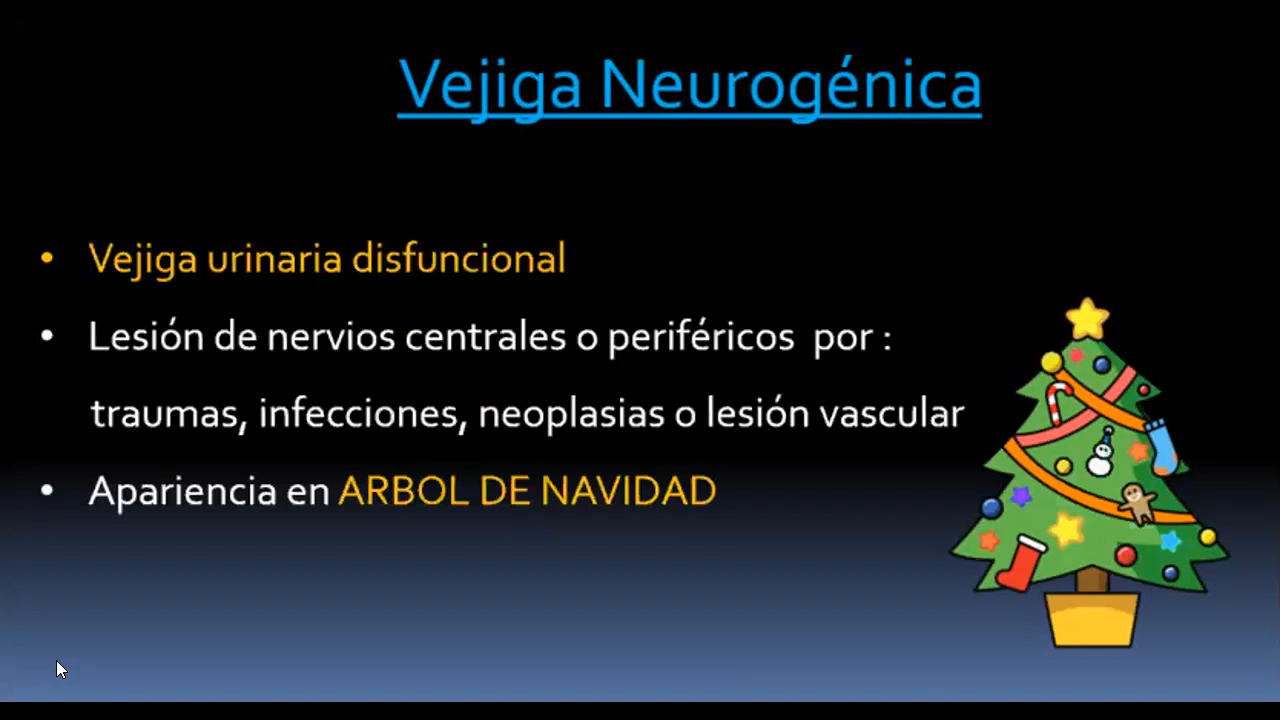 Vejiga Neurogénica
• Vejiga urinaria disfuncional
• Lesión de nervios centrales o periféricos por :
traumas, infecciones, neoplasias o lesión vascular
• Apariencia en ARBOL DE NAVIDAD